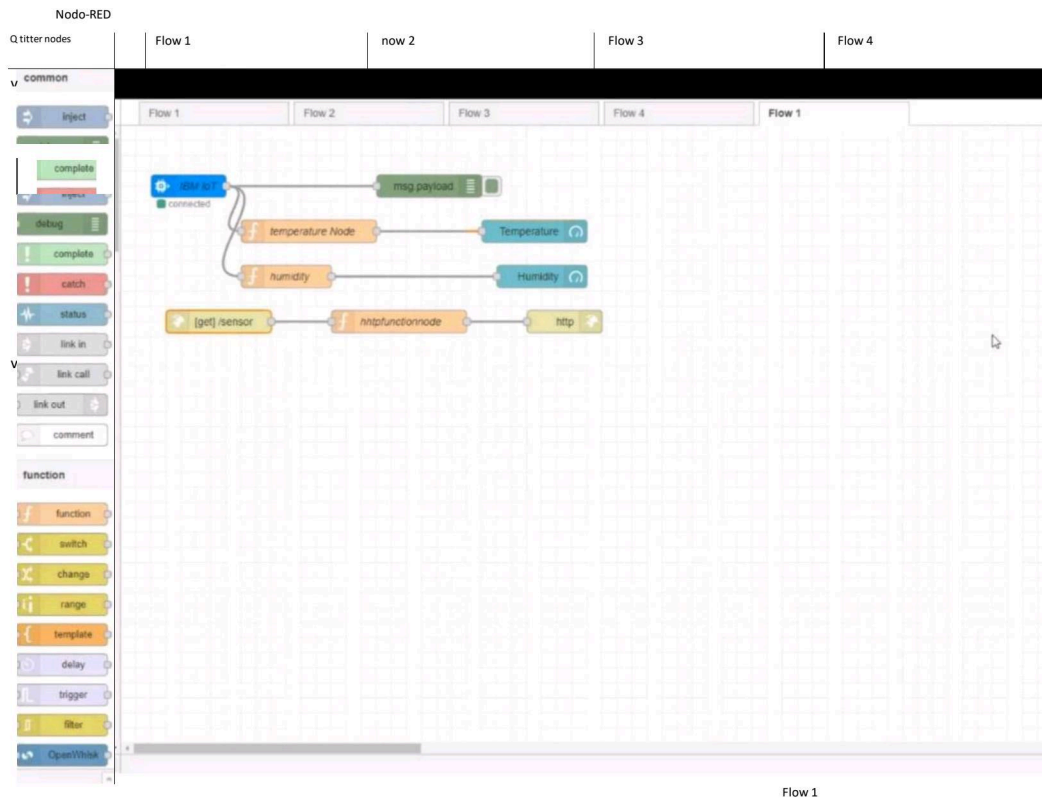 Nodo-RED
Q titter nodes
Flow 1 now 2 Flow 3 Flow 4
v common
inject
complete
debug
complete
catch
status
link in
v
link call
link out
comment
function
function
switch
change
range
template
delay
trigger
filter
OpenWhisk
Flow 1 Flow 2 Flow 3 Flow 4 Flow 1
IBM IoT
connected
msg.payload
temperature Node
Temperature
humidity
Humidity
[get] /sensor
hhtpfunctionnode
http
Flow 1